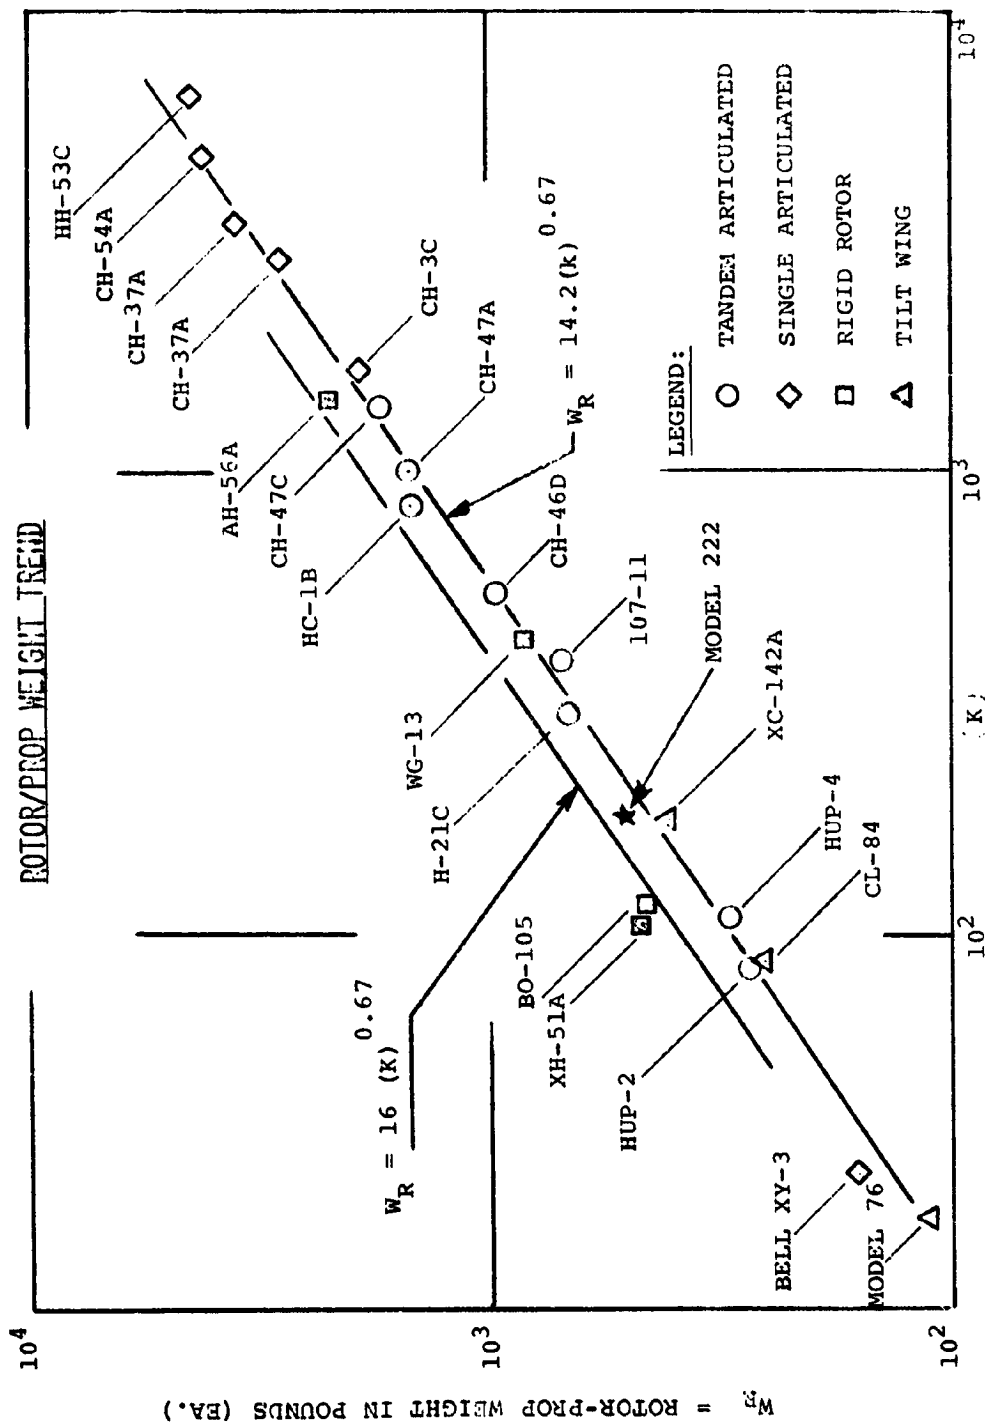 ROTOR/PROP WEIGHT TREND
W_R = ROTOR-PROP WEIGHT IN POUNDS (EA.)
10^4
10^3
10^2
10^2
10^3
10^4
(K)
W_R = 16 (K)^0.67
W_R = 14.2(k)^0.67
HH-53C
CH-54A
CH-37A
CH-37A
CH-3C
AH-56A
CH-47C
CH-47A
HC-1B
CH-46D
WG-13
107-11
H-21C
MODEL 222
XC-142A
BO-105
XH-51A
HUP-4
CL-84
HUP-2
BELL XY-3
MODEL 76
LEGEND:
TANDEM ARTICULATED
SINGLE ARTICULATED
RIGID ROTOR
TILT WING